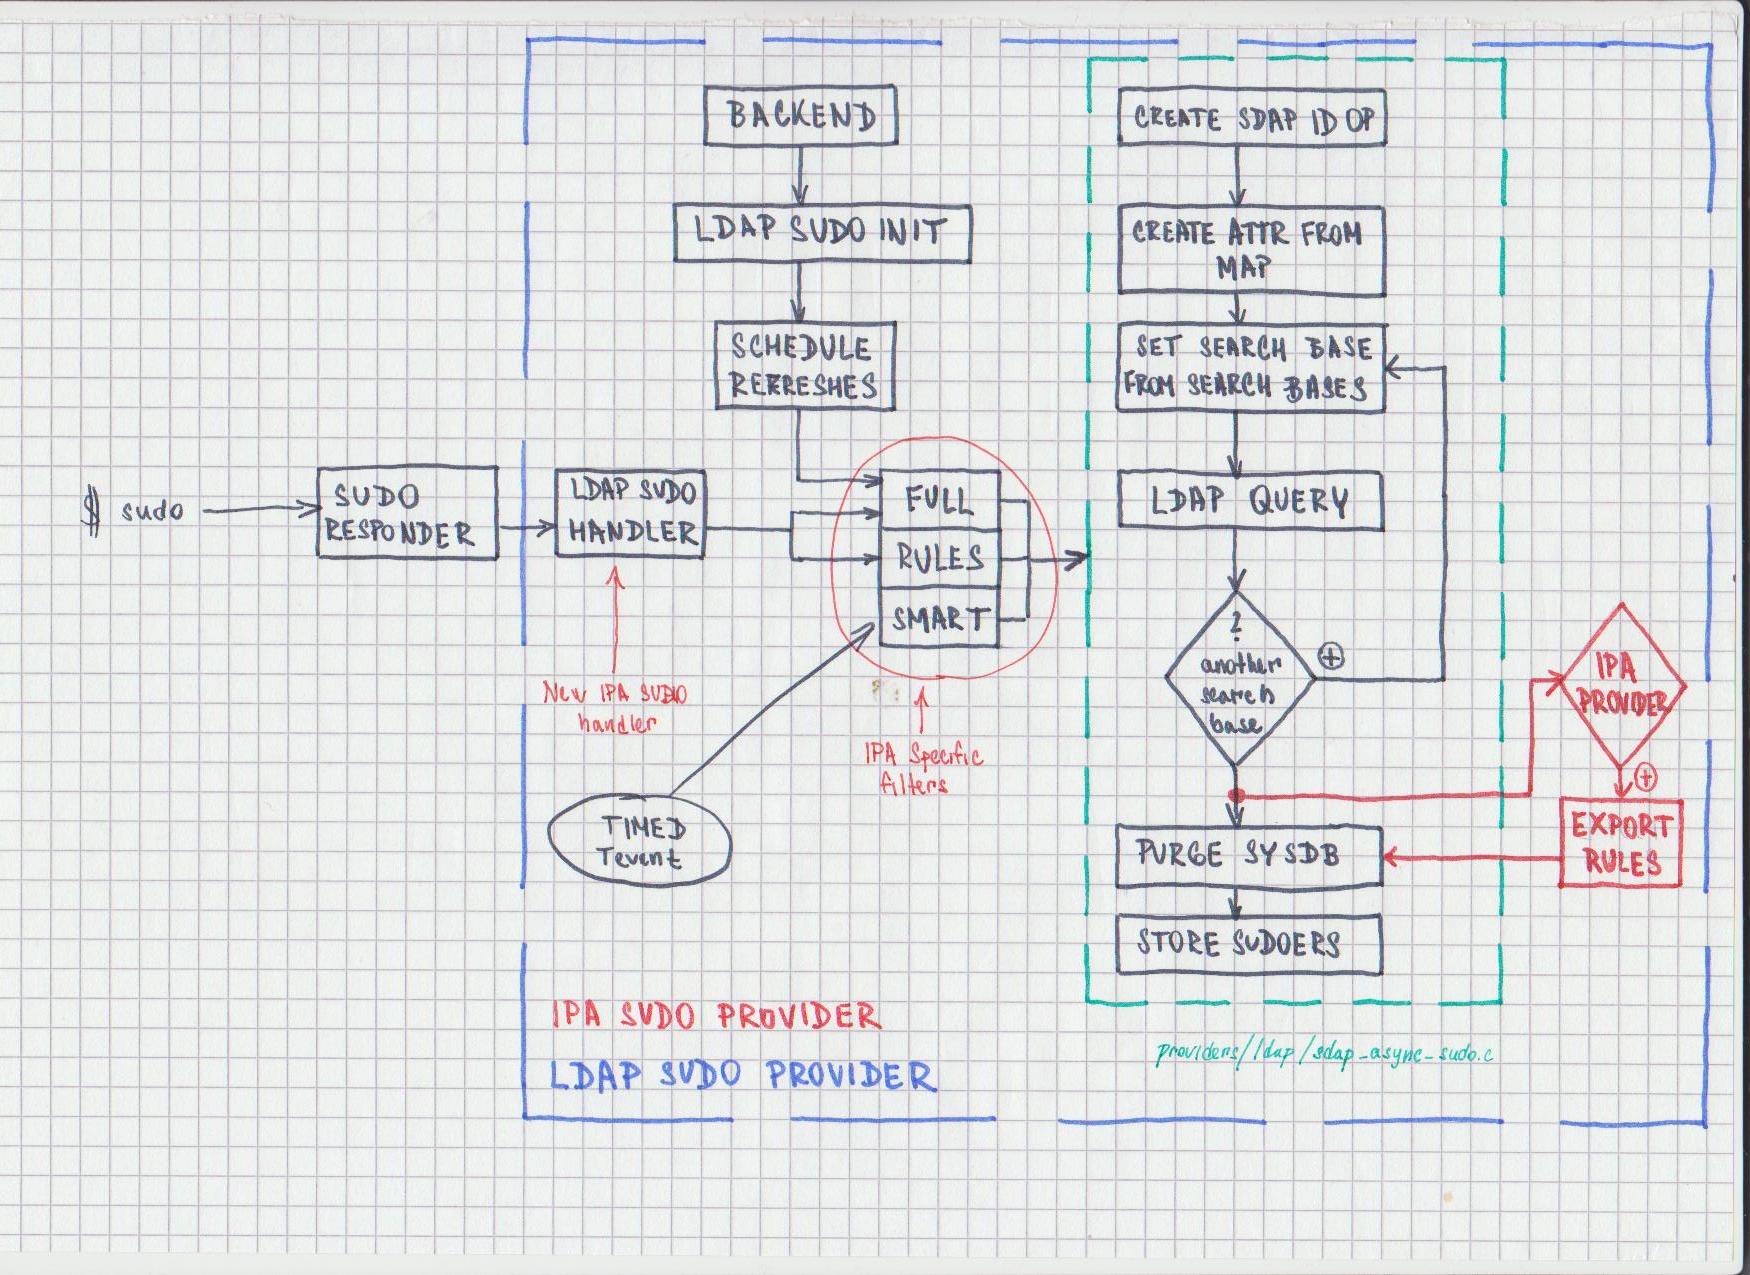 BACKEND
LDAP SUDO INIT
SCHEDULE
REFRESHES
$ sudo
SUDO
RESPONDER
LDAP SUDO
HANDLER
FULL
RULES
SMART
New IPA SUDO
handler
IPA Specific
filters
TIMED
Tevent
CREATE SDAP ID OP
CREATE ATTR FROM
MAP
SET SEARCH BASE
FROM SEARCH BASES
LDAP QUERY
?
another
search
base
+
PURGE SYSDB
STORE SUDOERS
IPA
PROVIDER
+
EXPORT
RULES
IPA SUDO PROVIDER
LDAP SUDO PROVIDER
providers/ldap/sdap_async_sudo.c